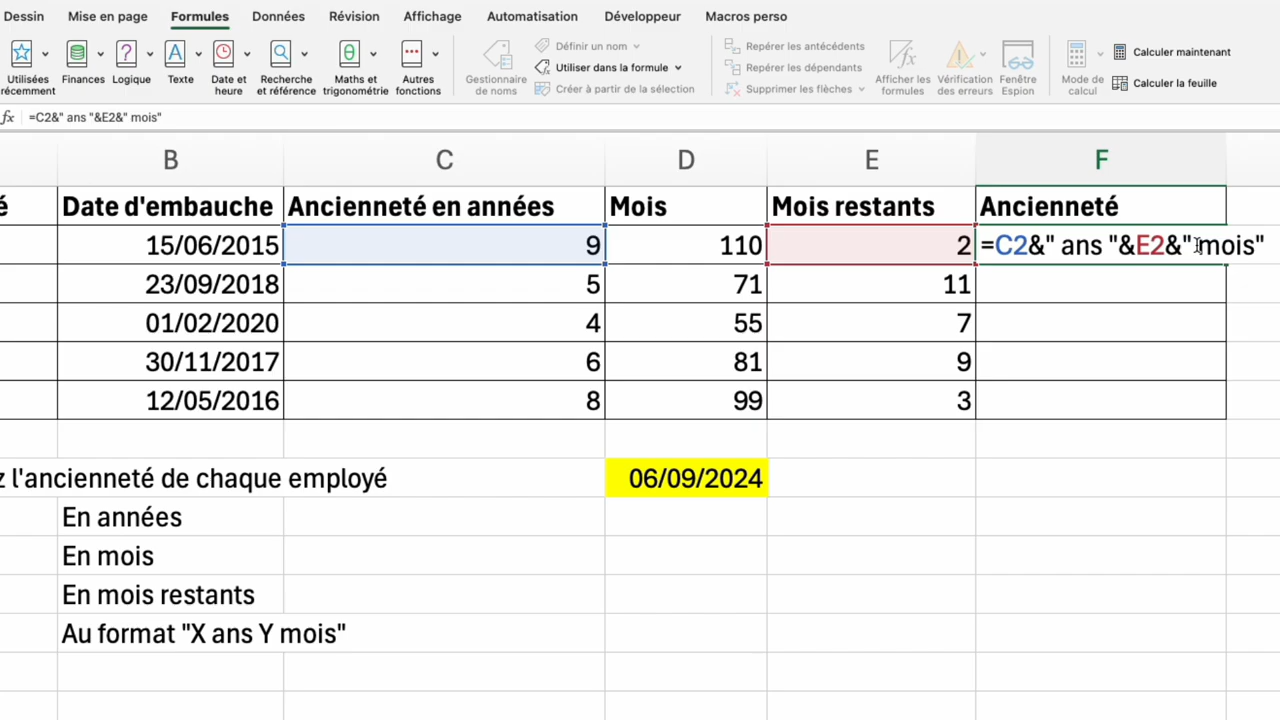 Dessin Mise en page Formules Données Révision Affichage Automatisation Développeur Macros perso
Utilisées récemment
Finances
Logique
Texte
Date et heure
Recherche et référence
Maths et trigonométrie
Autres fonctions
Gestionnaire de noms
Définir un nom
Utiliser dans la formule
Créer à partir de la sélection
Repérer les antécédents
Repérer les dépendants
Supprimer les flèches
Afficher les formules
Vérification des erreurs
Fenêtre Espion
Mode de calcul
Calculer maintenant
Calculer la feuille
fx =C2&" ans "&E2&" mois"
B C D E F
é Date d'embauche Ancienneté en années Mois Mois restants Ancienneté
15/06/2015 9 110 2 =C2&" ans "&E2&" mois"
23/09/2018 5 71 11
01/02/2020 4 55 7
30/11/2017 6 81 9
12/05/2016 8 99 3
z l'ancienneté de chaque employé 06/09/2024
En années
En mois
En mois restants
Au format "X ans Y mois"